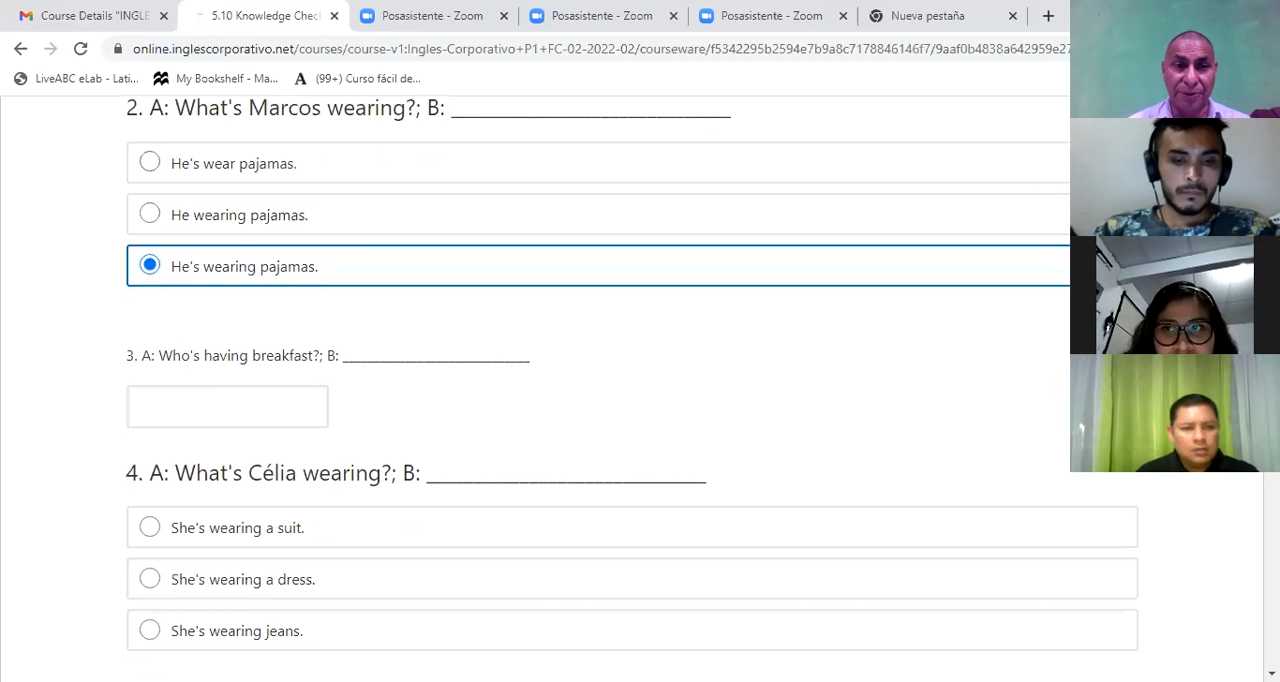 Course Details "INGLE
5.10 Knowledge Chec
Posasistente - Zoom
Posasistente - Zoom
Posasistente - Zoom
Nueva pestaña
online.inglescorporativo.net/courses/course-v1:Ingles-Corporativo+P1+FC-02-2022-02/courseware/f5342295b2594e7b9a8c7178846146f7/9aaf0b4838a642959e27
LiveABC eLab - Lati...
My Bookshelf - Ma...
(99+) Curso fácil de...
2. A: What's Marcos wearing?; B: ____________________________
He's wear pajamas.
He wearing pajamas.
He's wearing pajamas.
3. A: Who's having breakfast?; B: _________________________
4. A: What's Célia wearing?; B: ____________________________
She's wearing a suit.
She's wearing a dress.
She's wearing jeans.